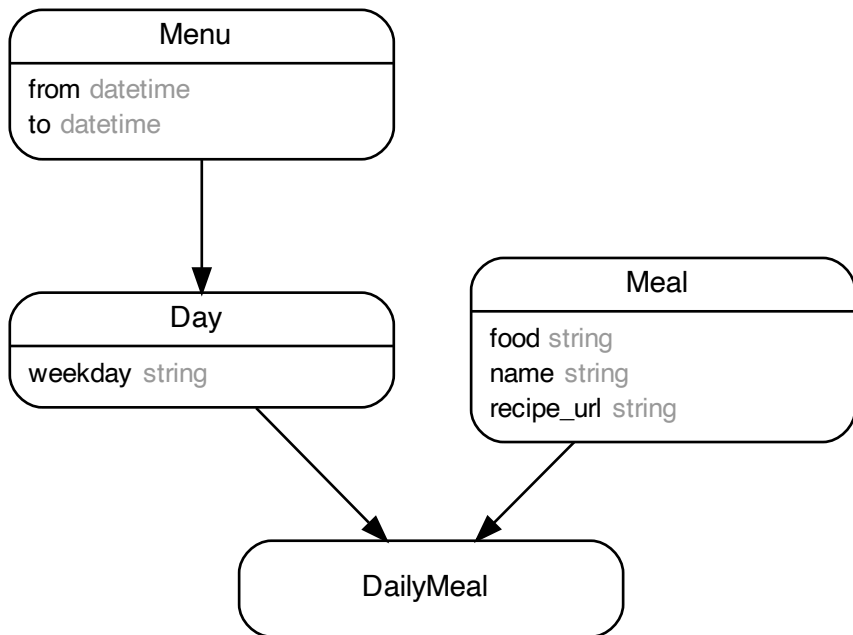 Menu
from datetime
to datetime
Day
weekday string
Meal
food string
name string
recipe_url string
DailyMeal